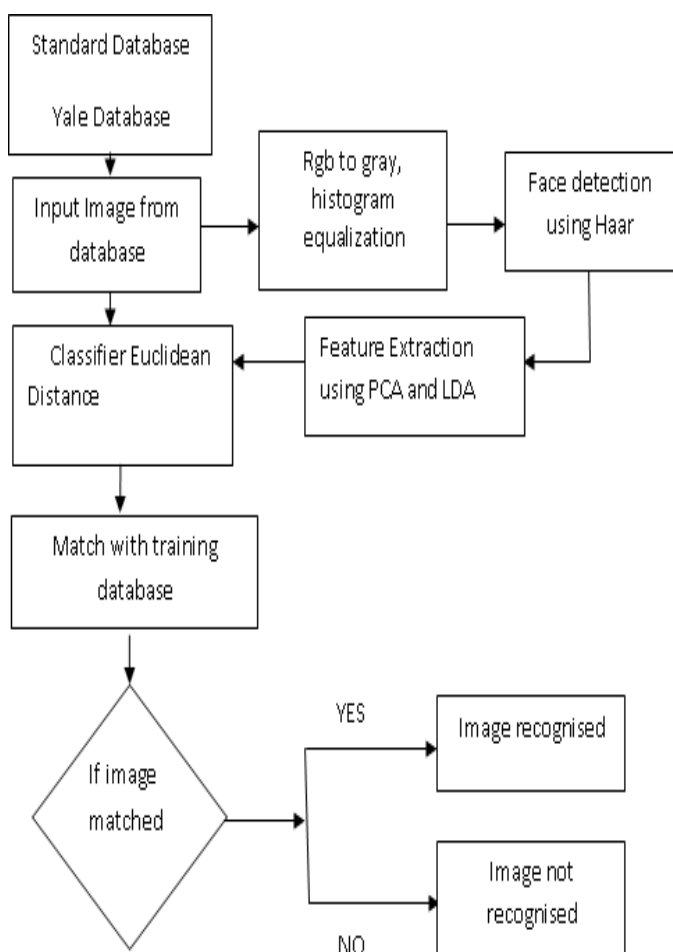 Standard Database
Yale Database
Input Image from
database
Rgb to gray,
histogram
equalization
Face detection
using Haar
Feature Extraction
using PCA and LDA
Classifier Euclidean
Distance
Match with training
database
If image
matched
YES
Image recognised
NO
Image not
recognised